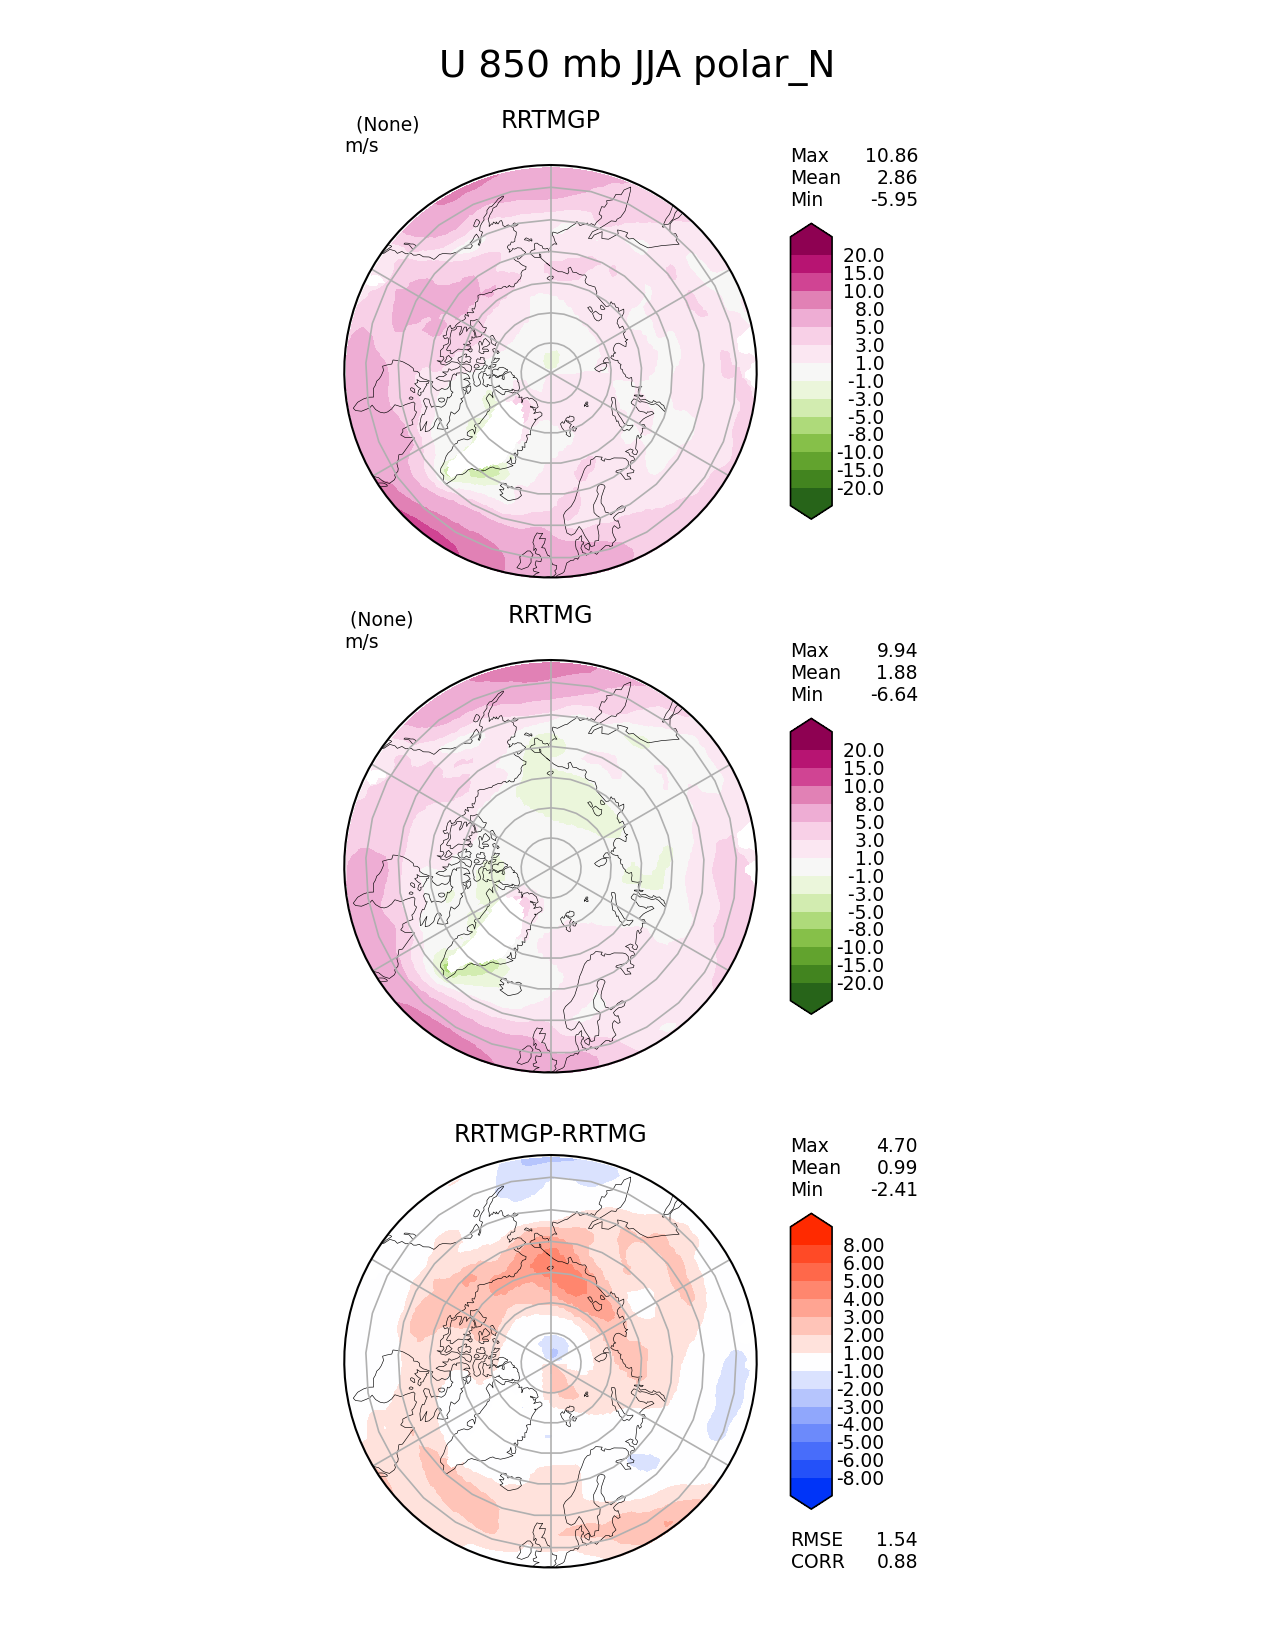 U 850 mb JJA polar_N
RRTMGP
(None)
m/s
Max 10.86
Mean 2.86
Min -5.95
20.0
15.0
10.0
8.0
5.0
3.0
1.0
-1.0
-3.0
-5.0
-8.0
-10.0
-15.0
-20.0
RRTMG
(None)
m/s
Max 9.94
Mean 1.88
Min -6.64
20.0
15.0
10.0
8.0
5.0
3.0
1.0
-1.0
-3.0
-5.0
-8.0
-10.0
-15.0
-20.0
RRTMGP-RRTMG
Max 4.70
Mean 0.99
Min -2.41
8.00
6.00
5.00
4.00
3.00
2.00
1.00
-1.00
-2.00
-3.00
-4.00
-5.00
-6.00
-8.00
RMSE 1.54
CORR 0.88